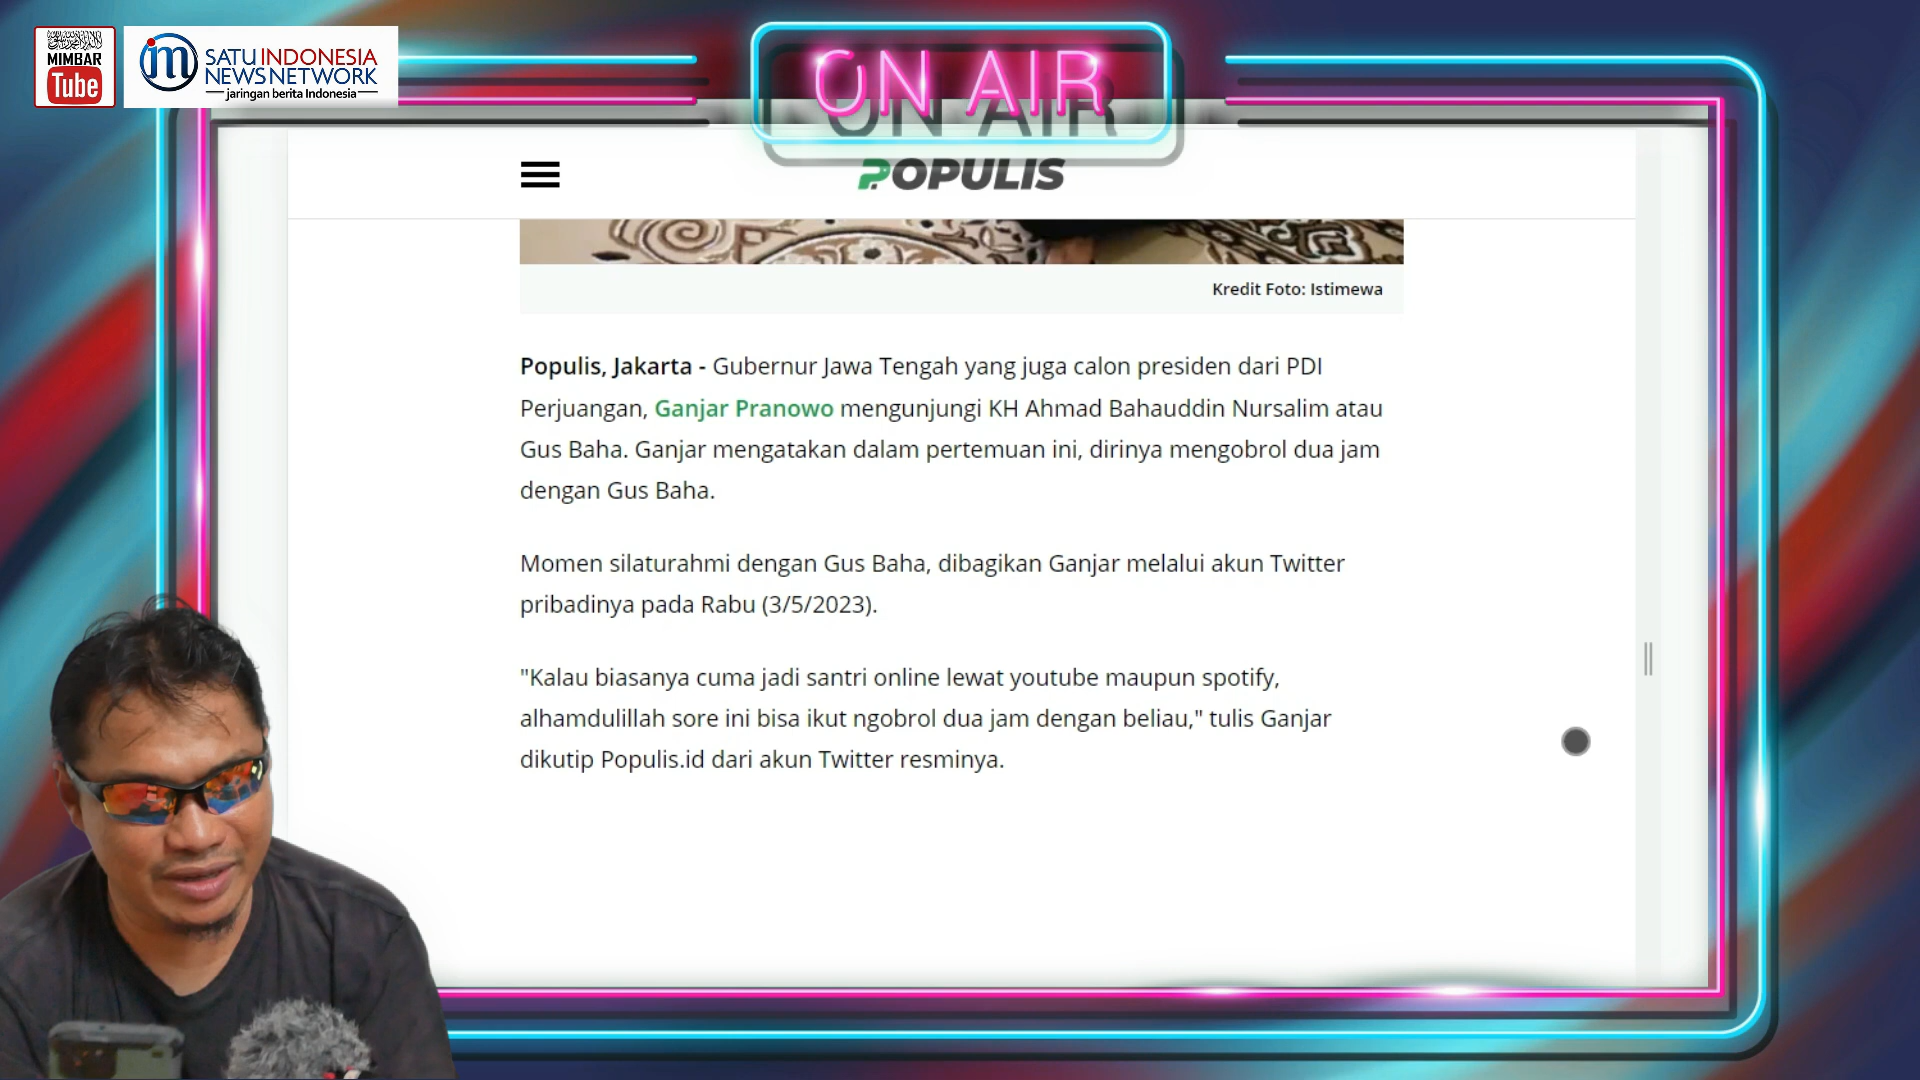 MIMBAR
Tube
SATU INDONESIA
NEWS NETWORK
jaringan berita Indonesia
ON AIR
POPULIS
Kredit Foto: Istimewa
Populis, Jakarta - Gubernur Jawa Tengah yang juga calon presiden dari PDI
Perjuangan, Ganjar Pranowo mengunjungi KH Ahmad Bahauddin Nursalim atau
Gus Baha. Ganjar mengatakan dalam pertemuan ini, dirinya mengobrol dua jam
dengan Gus Baha.
Momen silaturahmi dengan Gus Baha, dibagikan Ganjar melalui akun Twitter
pribadinya pada Rabu (3/5/2023).
"Kalau biasanya cuma jadi santri online lewat youtube maupun spotify,
alhamdulillah sore ini bisa ikut ngobrol dua jam dengan beliau," tulis Ganjar
dikutip Populis.id dari akun Twitter resminya.